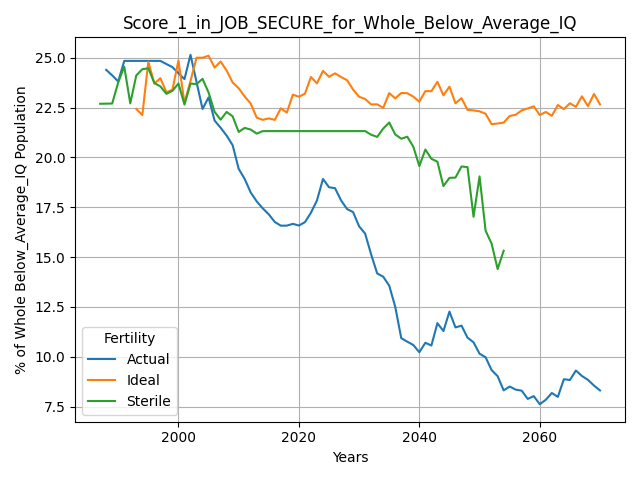 Score_1_in_JOB_SECURE_for_Whole_Below_Average_IQ
% of Whole Below_Average_IQ Population
25.0
22.5
20.0
17.5
15.0
12.5
10.0
7.5
Fertility
Actual
Ideal
Sterile
2000
2020
2040
2060
Years